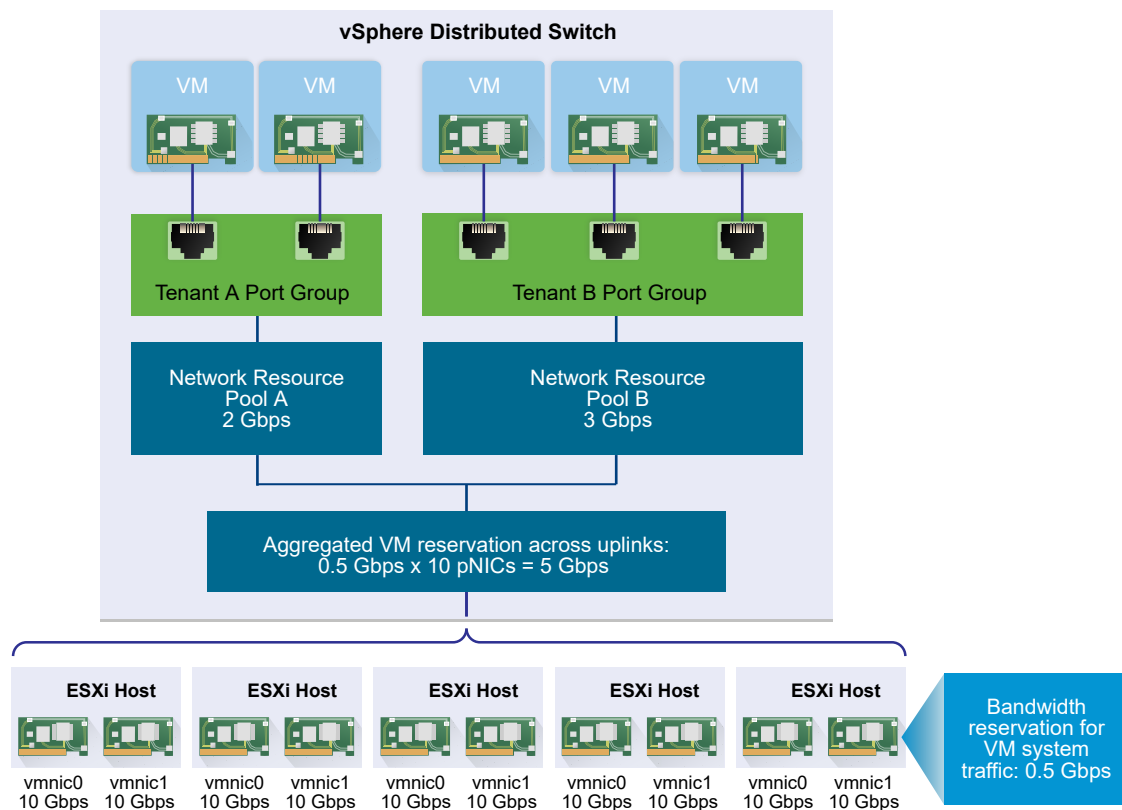 vSphere Distributed Switch
VM
VM
VM
VM
VM
Tenant A Port Group
Tenant B Port Group
Network Resource
Pool A
2 Gbps
Network Resource
Pool B
3 Gbps
Aggregated VM reservation across uplinks:
0.5 Gbps x 10 pNICs = 5 Gbps
ESXi Host
ESXi Host
ESXi Host
ESXi Host
ESXi Host
vmnic0
10 Gbps
vmnic1
10 Gbps
vmnic0
10 Gbps
vmnic1
10 Gbps
vmnic0
10 Gbps
vmnic1
10 Gbps
vmnic0
10 Gbps
vmnic1
10 Gbps
vmnic0
10 Gbps
vmnic1
10 Gbps
Bandwidth
reservation for
VM system
traffic: 0.5 Gbps